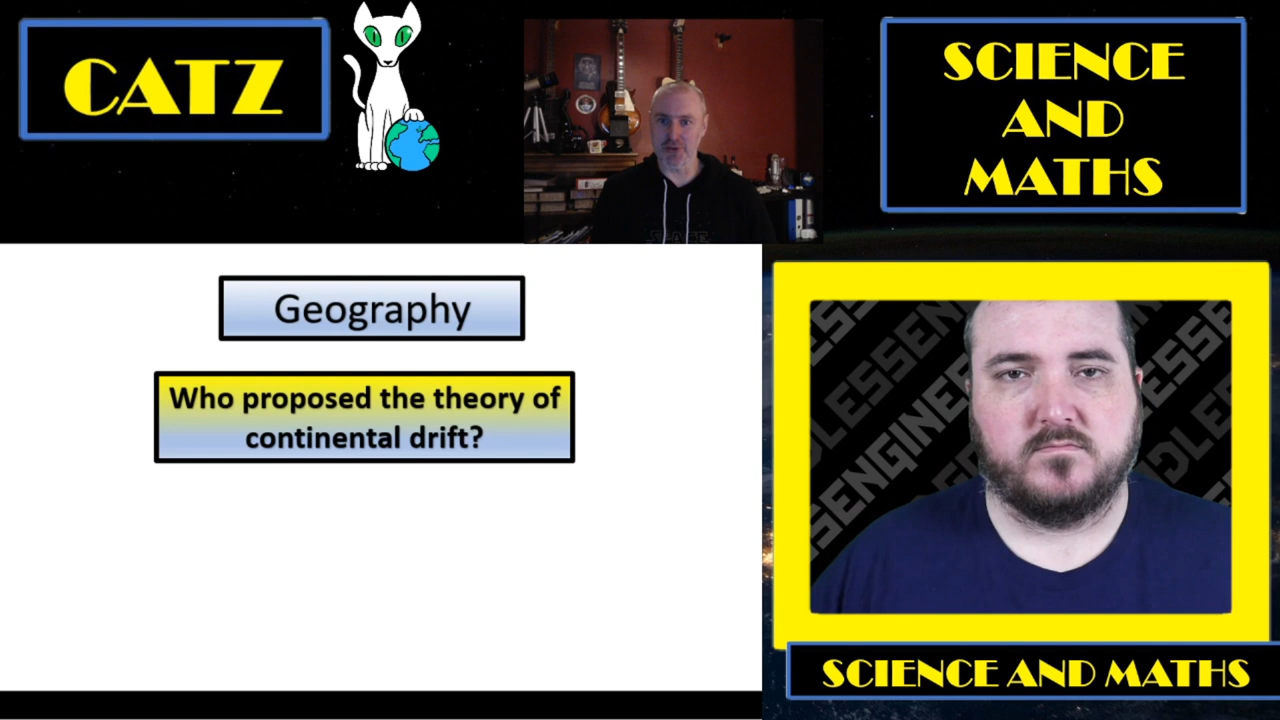 CATZ
SCIENCE
AND
MATHS
Geography
Who proposed the theory of
continental drift?
SCIENCE AND MATHS